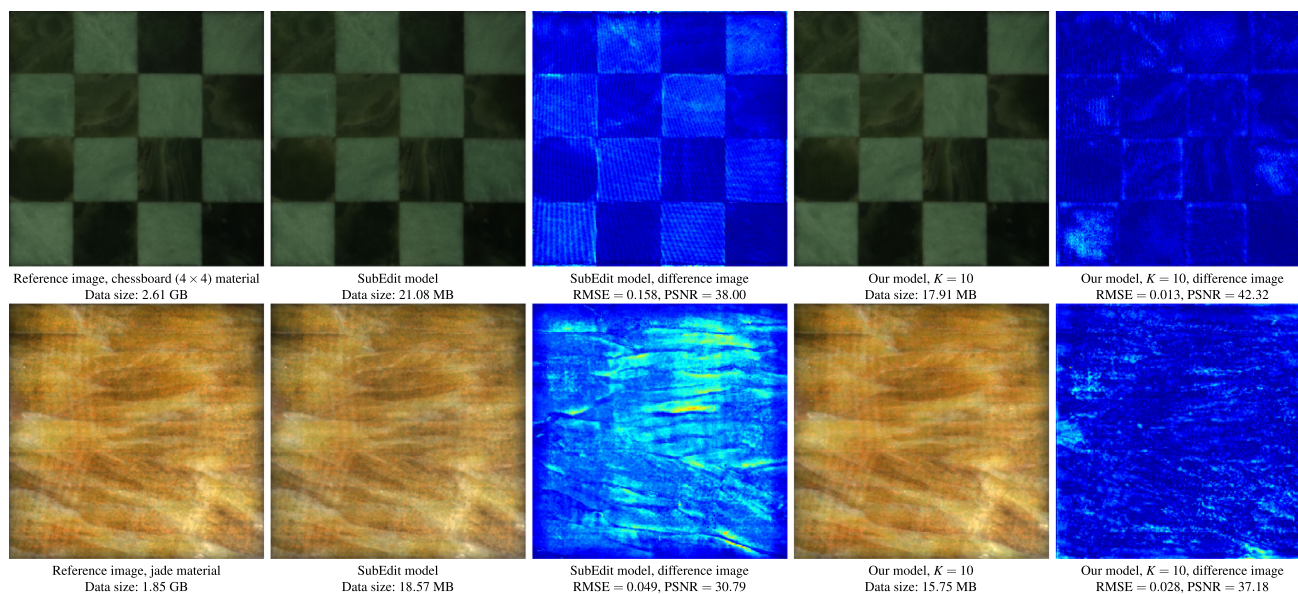 Reference image, chessboard (4 × 4) material
Data size: 2.61 GB
SubEdit model
Data size: 21.08 MB
SubEdit model, difference image
RMSE = 0.158, PSNR = 38.00
Our model, K = 10
Data size: 17.91 MB
Our model, K = 10, difference image
RMSE = 0.013, PSNR = 42.32
Reference image, jade material
Data size: 1.85 GB
SubEdit model
Data size: 18.57 MB
SubEdit model, difference image
RMSE = 0.049, PSNR = 30.79
Our model, K = 10
Data size: 15.75 MB
Our model, K = 10, difference image
RMSE = 0.028, PSNR = 37.18